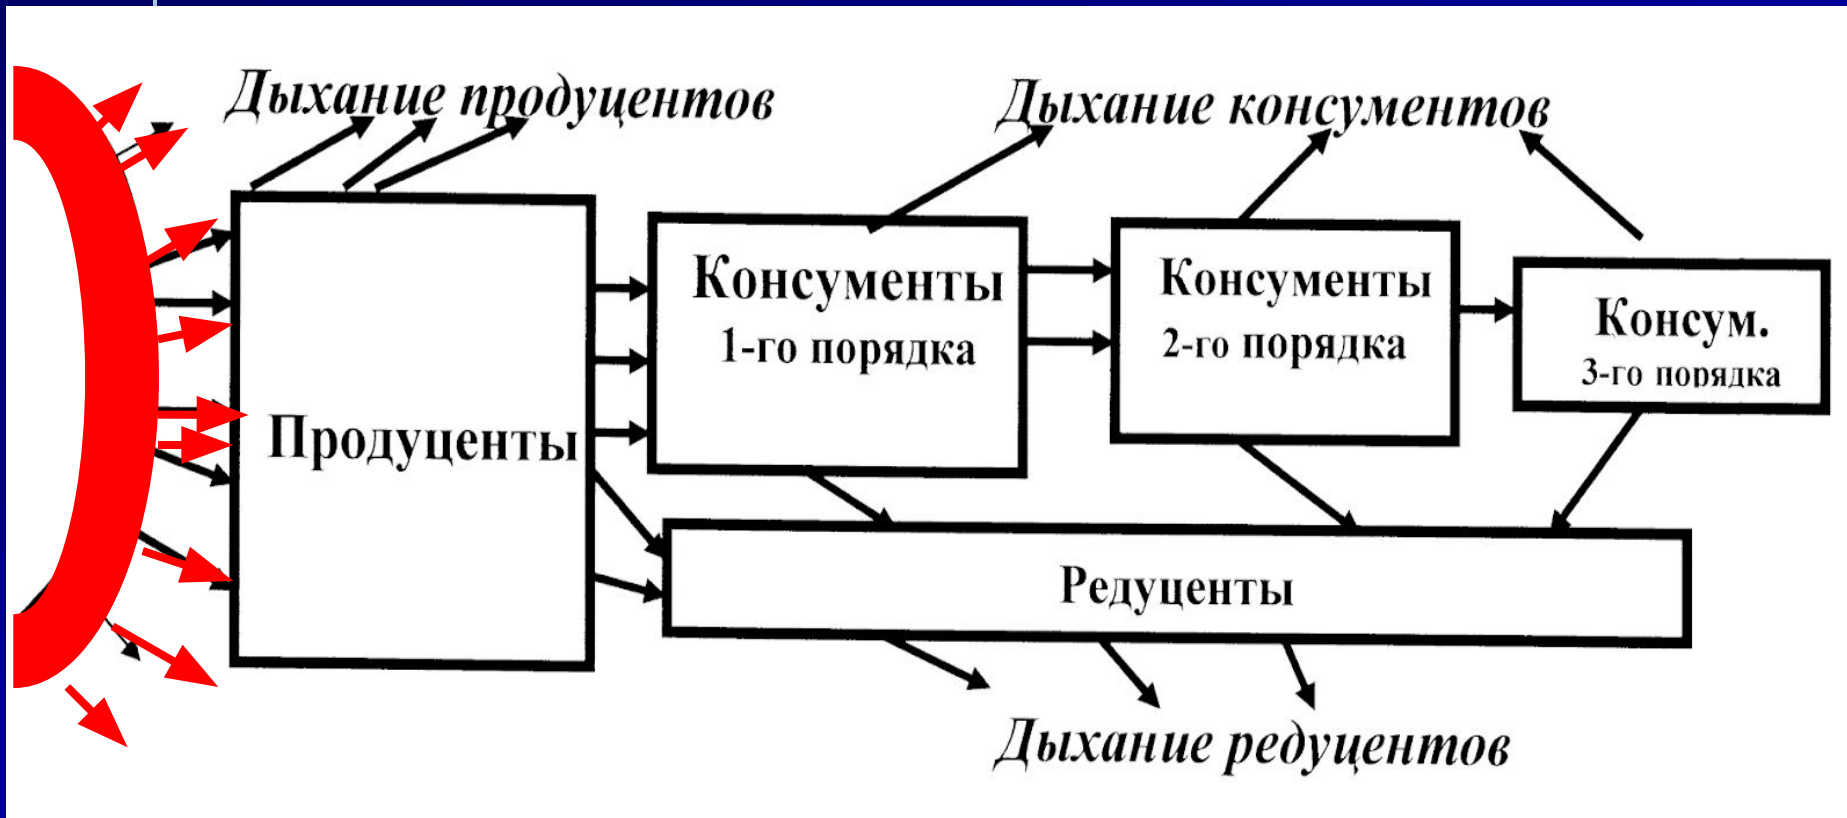 Дыхание продуцентов
Дыхание консументов
Консументы
1-го порядка
Консументы
2-го порядка
Консум.
3-го порядка
Продуценты
Редуценты
Дыхание редуцентов